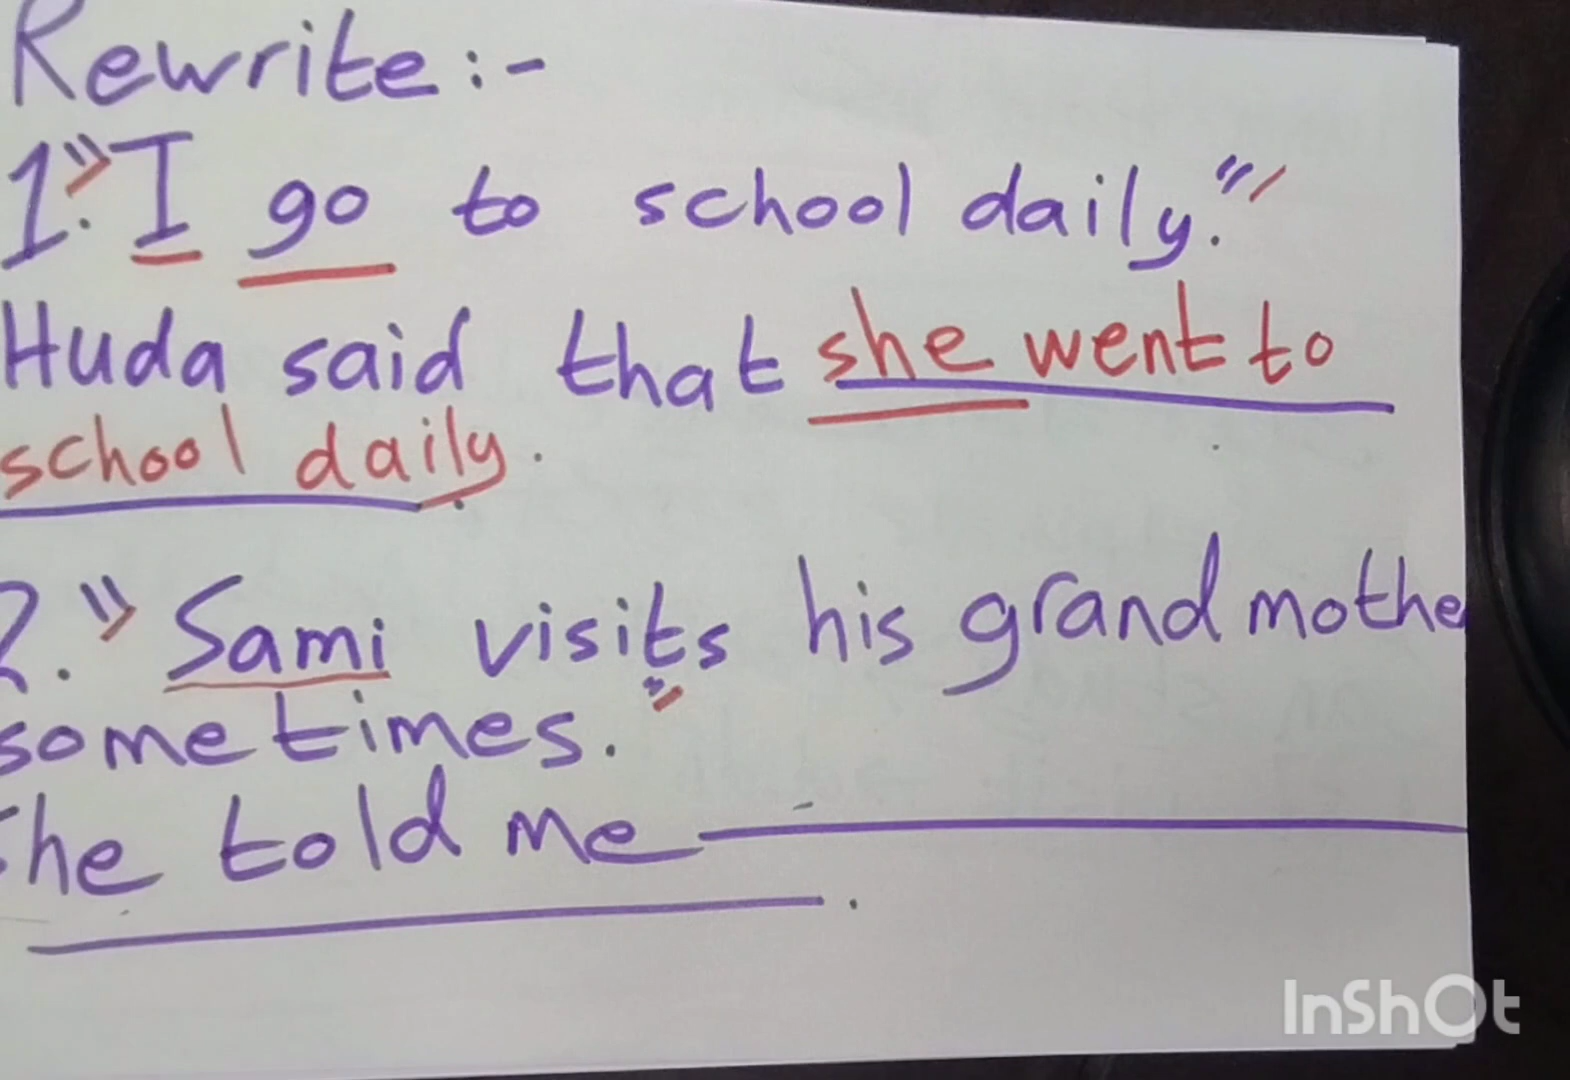 Rewrite:-
1. "I go to school daily."
Huda said that she went to
school daily.
2. "Sami visits his grandmothe
sometimes."
he told me
InShOt